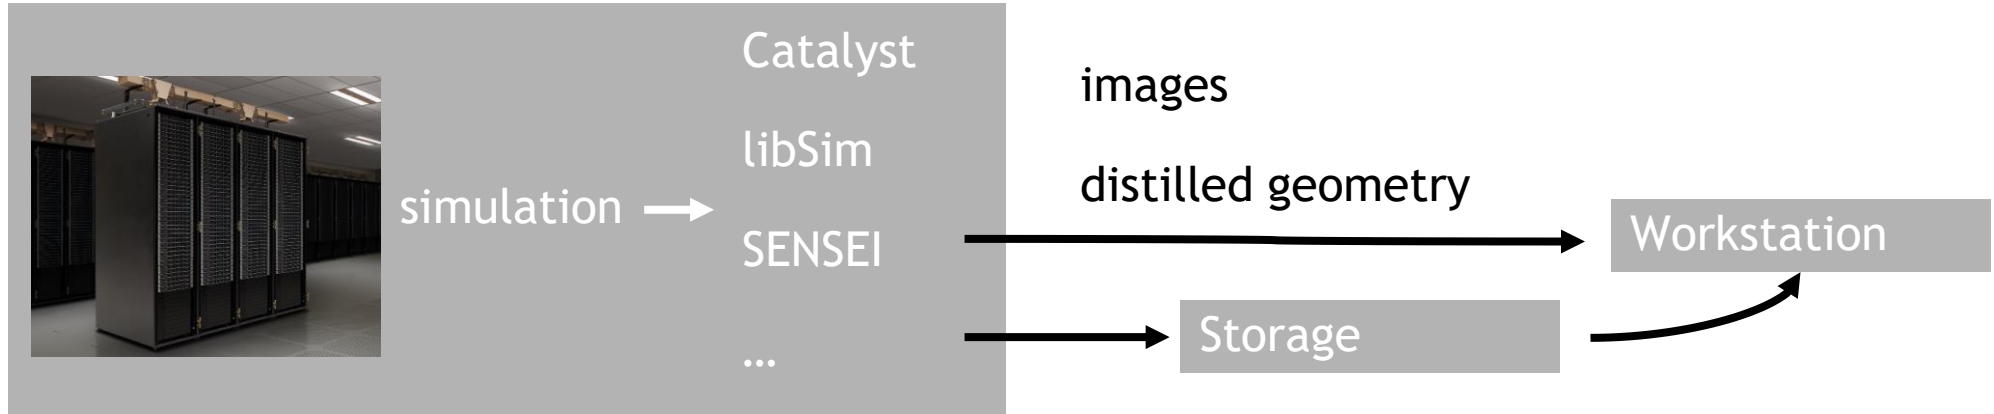 simulation
Catalyst
libSim
SENSEI
…
images
distilled geometry
Workstation
Storage